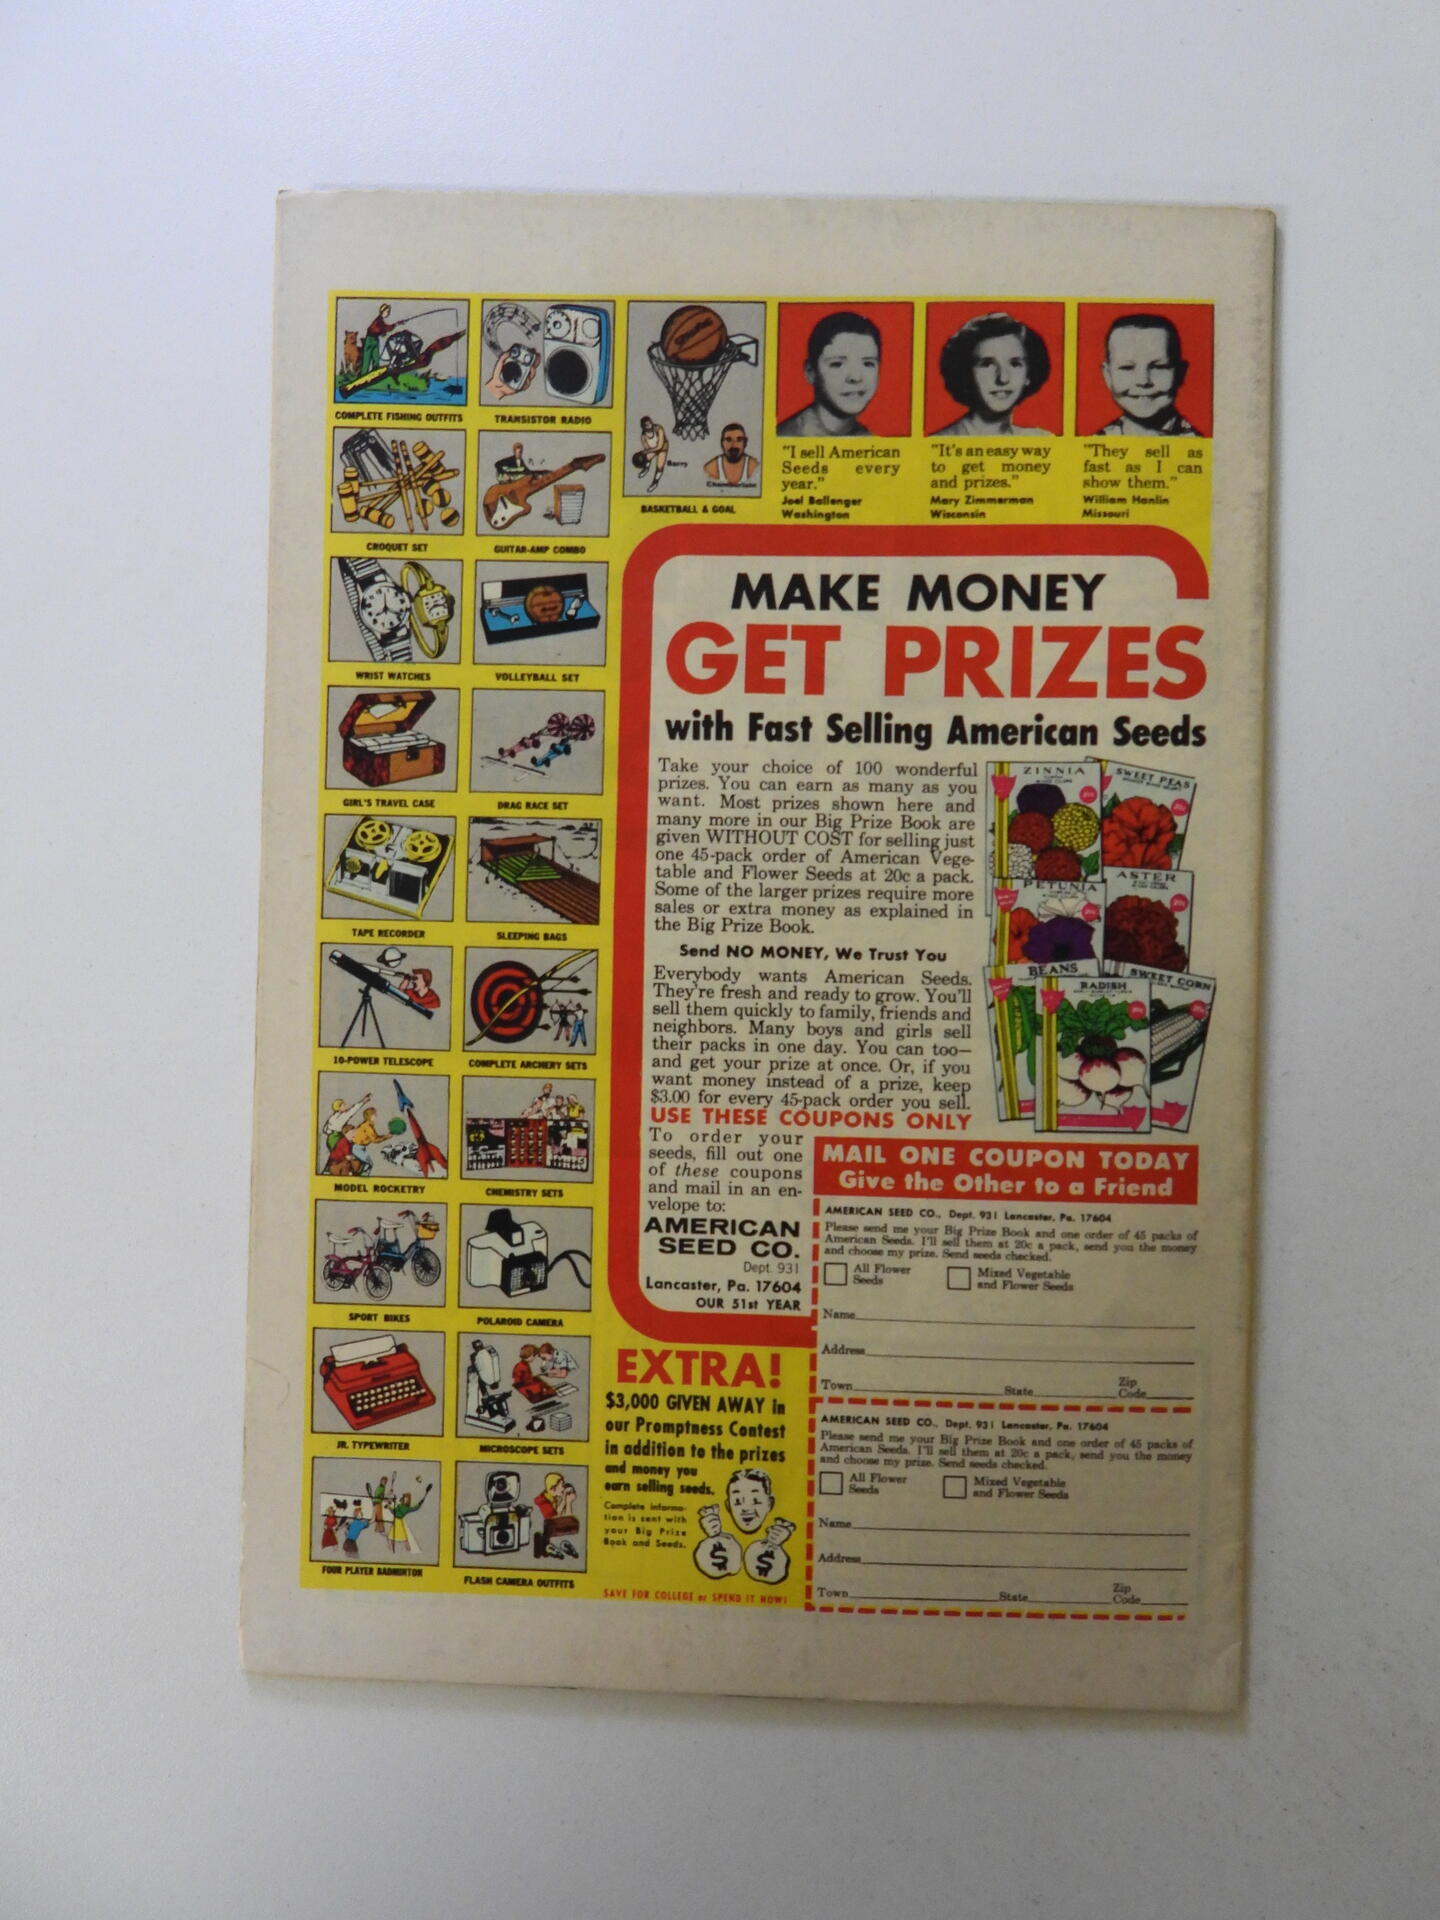 COMPLETE FISHING OUTFITS
TRANSISTOR RADIO
Barry
Chamberlain
BASKETBALL & GOAL
CROQUET SET
GUITAR-AMP COMBO
WRIST WATCHES
VOLLEYBALL SET
GIRL'S TRAVEL CASE
DRAG RACE SET
TAPE RECORDER
SLEEPING BAGS
10-POWER TELESCOPE
COMPLETE ARCHERY SETS
MODEL ROCKETRY
CHEMISTRY SETS
SPORT BIKES
POLAROID CAMERA
JR. TYPEWRITER
MICROSCOPE SETS
FOUR PLAYER BADMINTON
FLASH CAMERA OUTFITS
"I sell American
Seeds every
year."
Joel Ballenger
Washington
"It's an easy way
to get money
and prizes."
Mary Zimmerman
Wisconsin
"They sell as
fast as I can
show them."
William Hanlin
Missouri
MAKE MONEY
GET PRIZES
with Fast Selling American Seeds
Take your choice of 100 wonderful
prizes. You can earn as many as you
want. Most prizes shown here and
many more in our Big Prize Book are
given WITHOUT COST for selling just
one 45-pack order of American Vege-
table and Flower Seeds at 20c a pack.
Some of the larger prizes require more
sales or extra money as explained in
the Big Prize Book.
Send NO MONEY, We Trust You
Everybody wants American Seeds.
They're fresh and ready to grow. You'll
sell them quickly to family, friends and
neighbors. Many boys and girls sell
their packs in one day. You can too—
and get your prize at once. Or, if you
want money instead of a prize, keep
$3.00 for every 45-pack order you sell.
USE THESE COUPONS ONLY
ZINNIA
SWEET PEAS
PETUNIA
ASTER
BEANS
RADISH
SWEET CORN
To order your
seeds, fill out one
of these coupons
and mail in an en-
velope to:
AMERICAN
SEED CO.
Dept. 931
Lancaster, Pa. 17604
OUR 51st YEAR
MAIL ONE COUPON TODAY
Give the Other to a Friend
AMERICAN SEED CO., Dept. 931 Lancaster, Pa. 17604
Please send me your Big Prize Book and one order of 45 packs of
American Seeds. I'll sell them at 20c a pack, send you the money
and choose my prize. Send seeds checked.
All Flower
Seeds
Mixed Vegetable
and Flower Seeds
Name
Address
Town State Zip Code
AMERICAN SEED CO., Dept. 931 Lancaster, Pa. 17604
Please send me your Big Prize Book and one order of 45 packs of
American Seeds. I'll sell them at 20c a pack, send you the money
and choose my prize. Send seeds checked.
All Flower
Seeds
Mixed Vegetable
and Flower Seeds
Name
Address
Town State Zip Code
EXTRA!
$3,000 GIVEN AWAY in
our Promptness Contest
in addition to the prizes
and money you
earn selling seeds.
Complete informa-
tion is sent with
your Big Prize
Book and Seeds.
$ $
SAVE FOR COLLEGE or SPEND IT NOW!